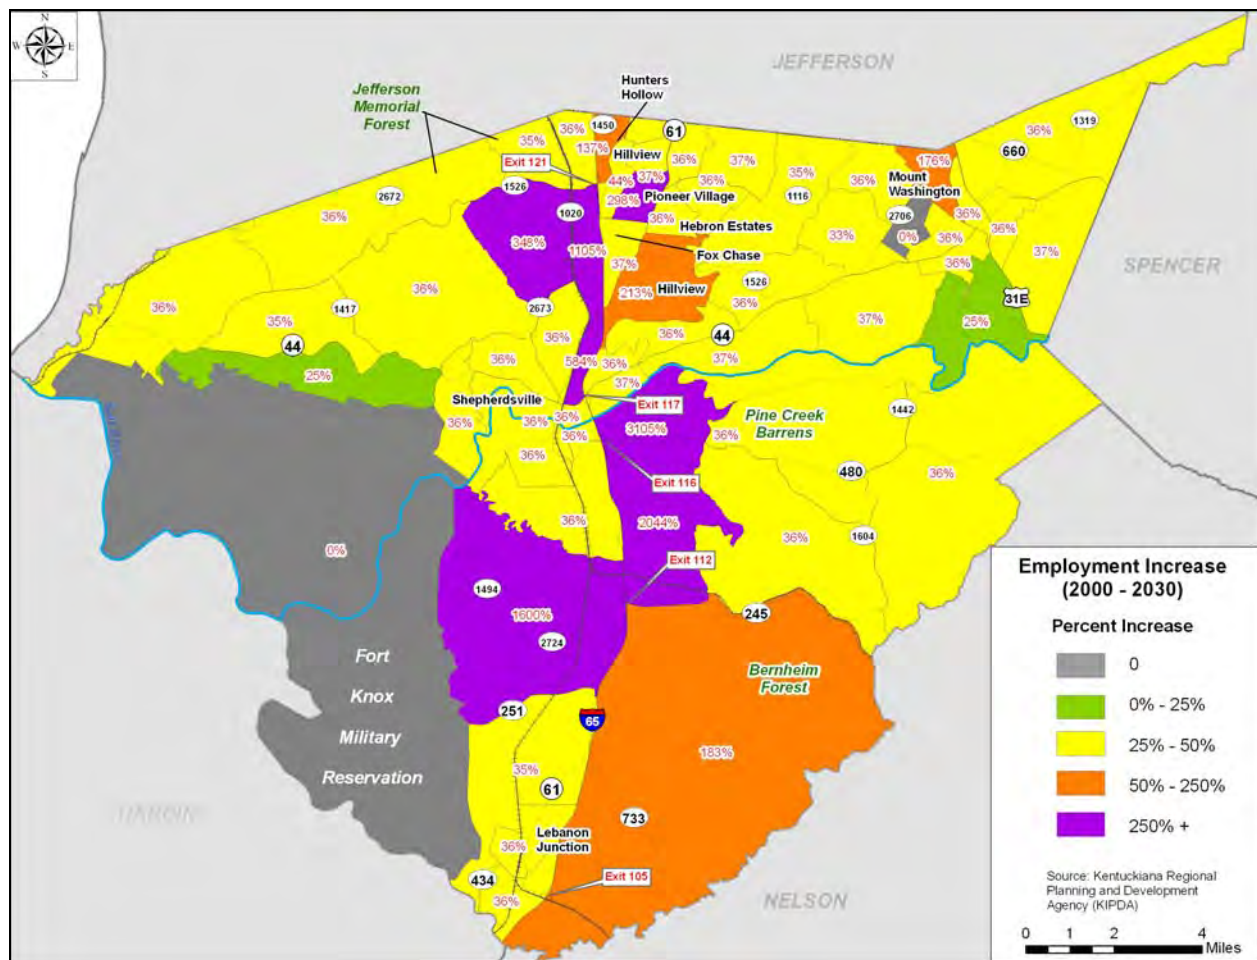 N
W
E
S
JEFFERSON
Hunters
Hollow
Jefferson
Memorial
Forest
36%
1450
61
1319
36%
35%
137%
660
Hillview
36%
37%
176%
Exit 121
44%
37%
35%
36%
Mount
Washington
1526
36%
2672
298%
Pioneer Village
1116
36%
1020
36%
2706
36%
36%
Hebron Estates
33%
0%
36%
348%
1105%
Fox Chase
37%
36%
37%
SPENCER
36%
213%
Hillview
1526
31E
36%
1417
2673
36%
35%
36%
36%
44
37%
25%
44
36%
584%
36%
37%
25%
37%
Shepherdsville
36%
Exit 117
1442
36%
36%
36%
3105%
36%
Pine Creek
Barrens
36%
480
36%
Exit 116
36%
2044%
0%
36%
1604
Exit 112
1494
1600%
245
2724
Fort
Knox
Military
Reservation
Bernheim
Forest
251
65
183%
35%
61
HARDIN
733
Lebanon
Junction
36%
434
Exit 105
36%
NELSON
Employment Increase
(2000 - 2030)
Percent Increase
0
0% - 25%
25% - 50%
50% - 250%
250% +
Source: Kentuckiana Regional
Planning and Development
Agency (KIPDA)
0 1 2 4
Miles